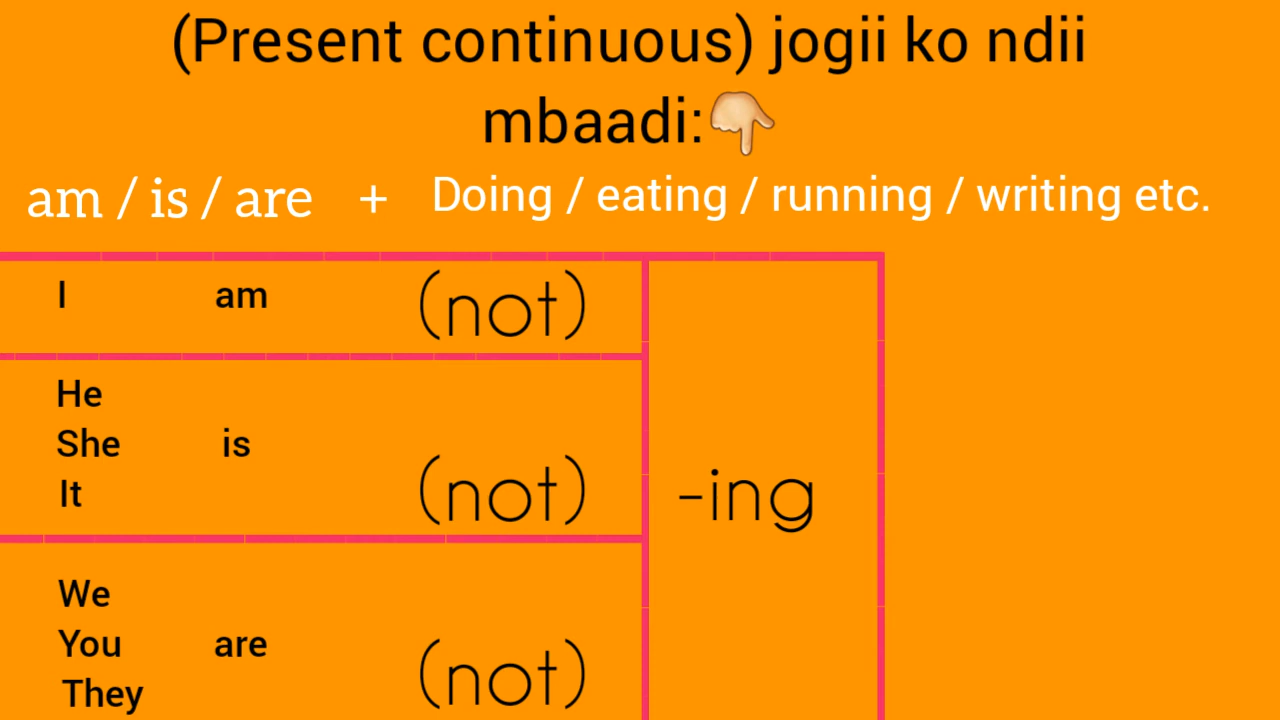 (Present continuous) jogii ko ndii
mbaadi:👇🏼
am / is / are + Doing / eating / running / writing etc.
I am (not)
He
She is
It (not)
-ing
We
You are
They (not)